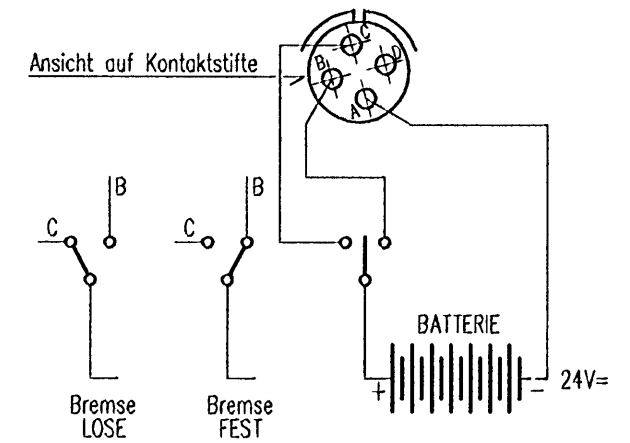 C
D
Ansicht auf Kontaktstifte
B
A
B
B
C
C
BATTERIE
+
-
24V=
Bremse
LOSE
Bremse
FEST